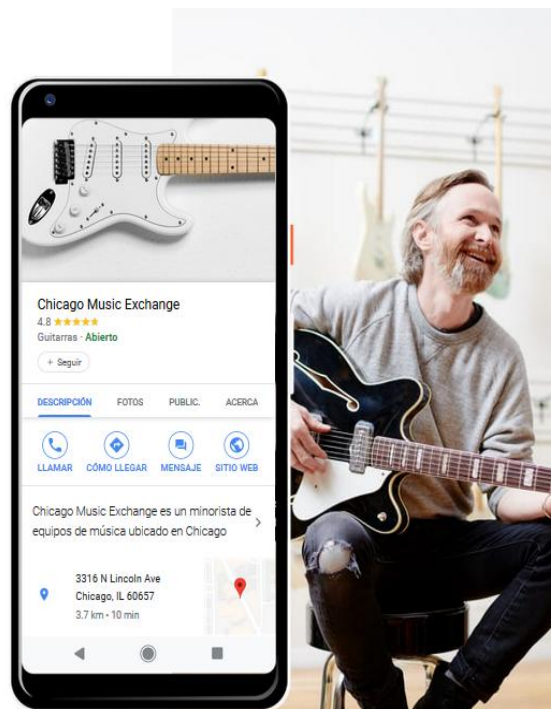 Chicago Music Exchange
4.8
Guitarras · Abierto
+ Seguir
DESCRIPCIÓN FOTOS PUBLIC. ACERCA
LLAMAR CÓMO LLEGAR MENSAJE SITIO WEB
Chicago Music Exchange es un minorista de
equipos de música ubicado en Chicago
3316 N Lincoln Ave
Chicago, IL 60657
3.7 km • 10 min